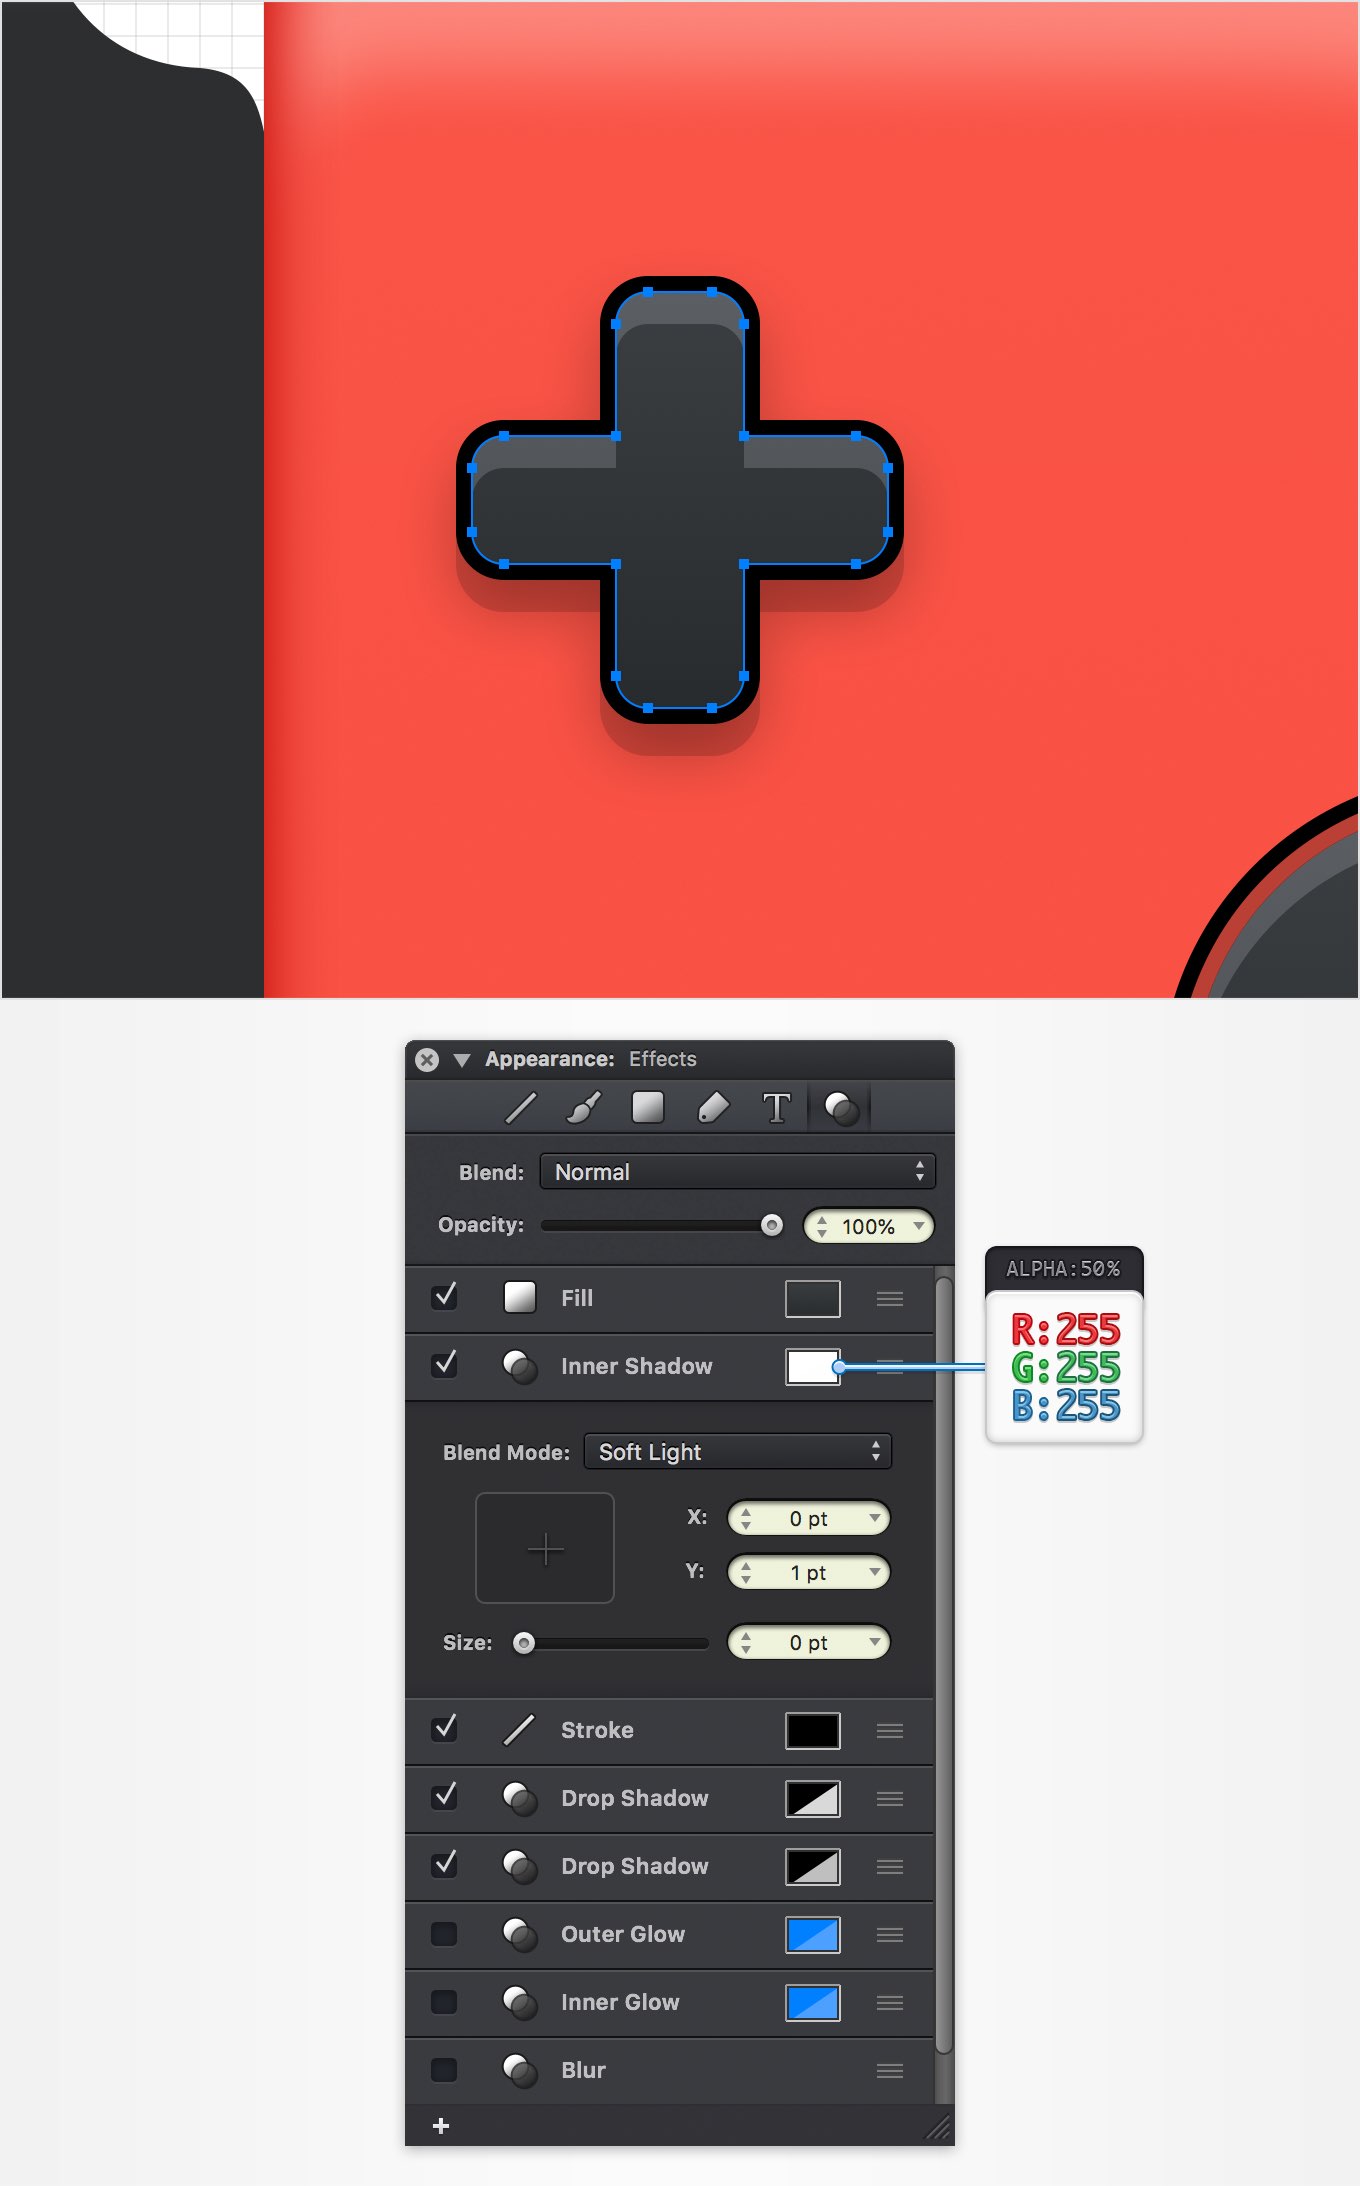 Appearance: Effects
T
Blend: Normal
Opacity: 100%
Fill
Inner Shadow
ALPHA:50%
R:255
G:255
B:255
Blend Mode: Soft Light
X: 0 pt
Y: 1 pt
Size: 0 pt
Stroke
Drop Shadow
Drop Shadow
Outer Glow
Inner Glow
Blur